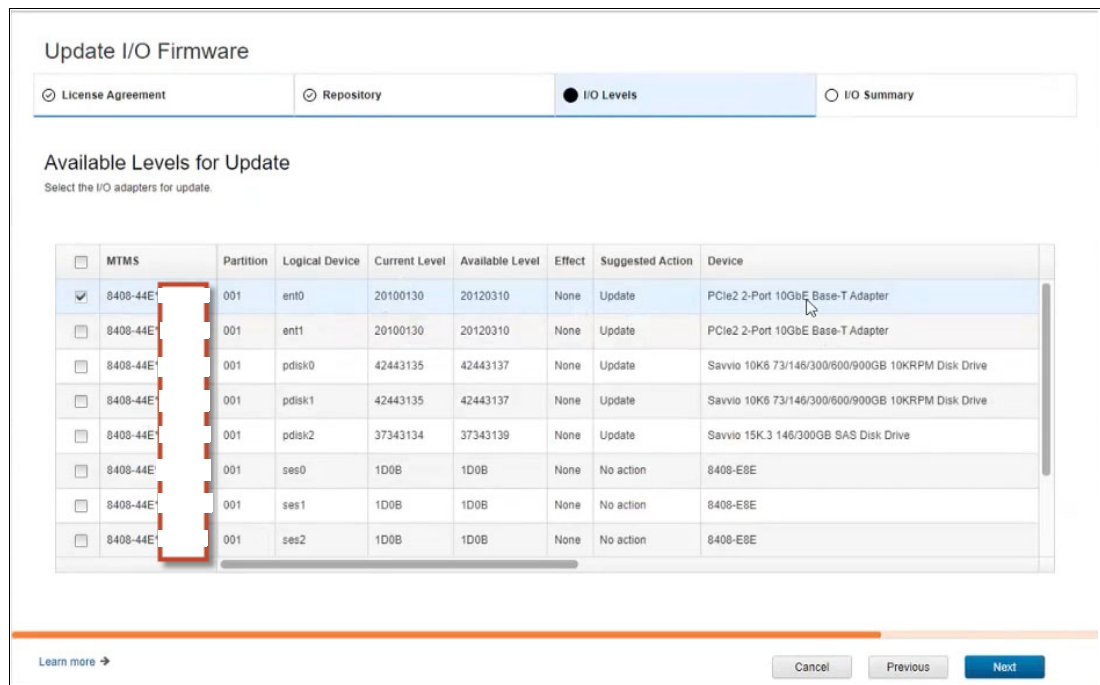 Update I/O Firmware
License Agreement Repository I/O Levels I/O Summary
Available Levels for Update
Select the I/O adapters for update.
MTMS Partition Logical Device Current Level Available Level Effect Suggested Action Device
8408-44E* 001 ent0 20100130 20120310 None Update PCIe2 2-Port 10GbE Base-T Adapter
8408-44E* 001 ent1 20100130 20120310 None Update PCIe2 2-Port 10GbE Base-T Adapter
8408-44E* 001 pdisk0 42443135 42443137 None Update Savvio 10K6 73/146/300/600/900GB 10KRPM Disk Drive
8408-44E* 001 pdisk1 42443135 42443137 None Update Savvio 10K6 73/146/300/600/900GB 10KRPM Disk Drive
8408-44E* 001 pdisk2 37343134 37343139 None Update Savvio 15K.3 146/300GB SAS Disk Drive
8408-44E* 001 ses0 1D0B 1D0B None No action 8408-E8E
8408-44E* 001 ses1 1D0B 1D0B None No action 8408-E8E
8408-44E* 001 ses2 1D0B 1D0B None No action 8408-E8E
Learn more Cancel Previous Next